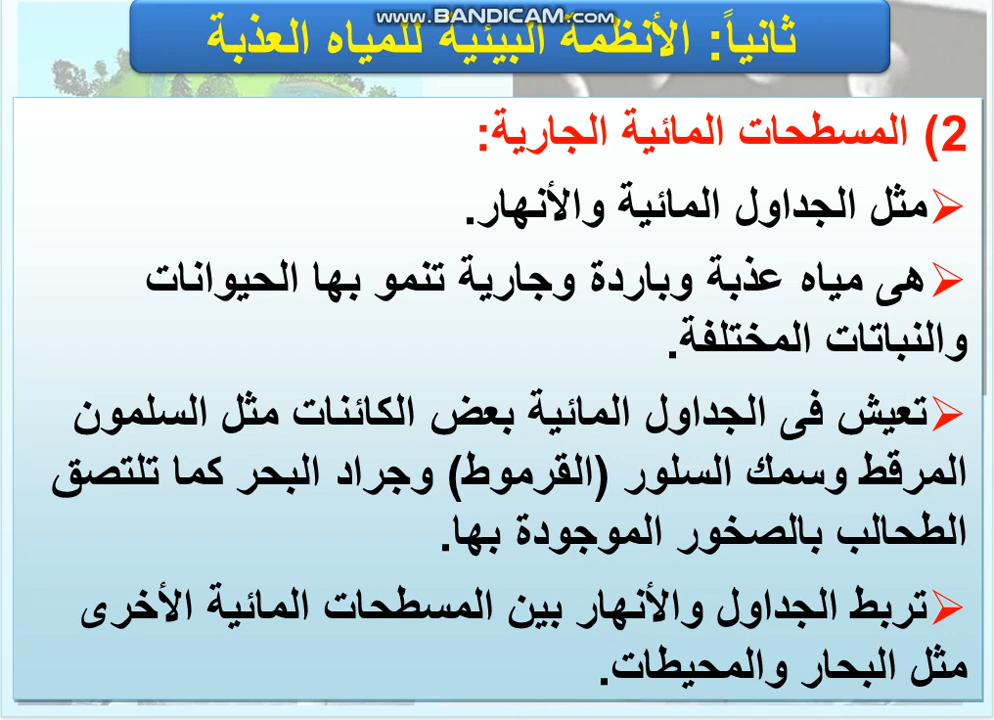 www.BANDICAM.com
ثانياً: الأنظمة البيئية للمياه العذبة
2) المسطحات المائية الجارية:
مثل الجداول المائية والأنهار.
هى مياه عذبة وباردة وجارية تنمو بها الحيوانات
والنباتات المختلفة.
تعيش فى الجداول المائية بعض الكائنات مثل السلمون
المرقط وسمك السلور (القرموط) وجراد البحر كما تلتصق
الطحالب بالصخور الموجودة بها.
تربط الجداول والأنهار بين المسطحات المائية الأخرى
مثل البحار والمحيطات.